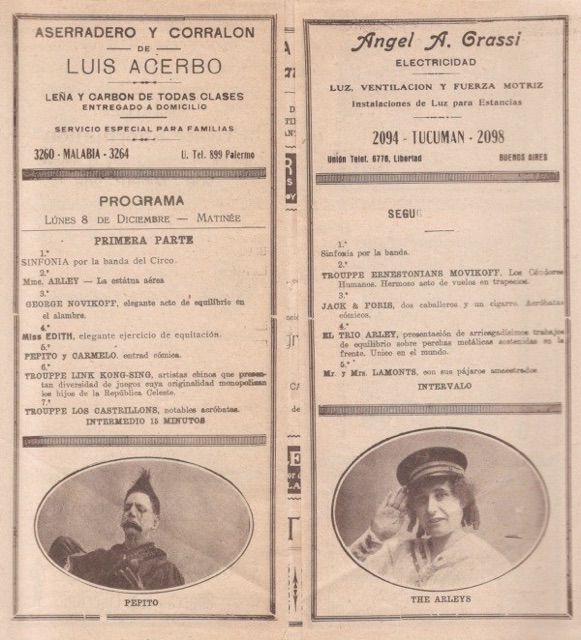 ASERRADERO Y CORRALON
DE
LUIS ACERBO
LEÑA Y CARBON DE TODAS CLASES
ENTREGADO A DOMICILIO
SERVICIO ESPECIAL PARA FAMILIAS
3260 - MALABIA - 3264 U. Tel. 899 Palermo
PROGRAMA
LÚNES 8 DE DICIEMBRE — MATINÉE
PRIMERA PARTE
1.ª
SINFONIA por la banda del Circo.
2.ª
Mme. ARLEY — La estátua aérea
3.ª
GEORGE NOVIKOFF, elegante acto de equilibrio en
el alambre.
4.ª
Miss EDITH, elegante ejercicio de equitación.
5.ª
PEPITO y CARMELO. entrad cómica.
6.ª
TROUPPE LINK KONG-SING, artistas chinos que presen-
tan diversidad de juegos cuya originalidad monopolizan
los hijos de la República Celeste.
7.ª
TROUPPE LOS CASTRILLONS, notables acróbatas.
INTERMEDIO 15 MINUTOS
PEPITO
Angel A. Grassi
ELECTRICIDAD
LUZ, VENTILACION Y FUERZA MOTRIZ
Instalaciones de Luz para Estancias
2094 - TUCUMAN - 2098
Unión Telef. 6778, Libertad BUENOS AIRES
SEGU
1.ª
Sinfonia por la banda.
2.ª
TROUPPE ERNESTONIANS MOVIKOFF, Los Cóndores
Humanos. Hermoso acto de vuelos en trapecios.
3.ª
JACK & FORIS, dos caballeros y un cigarro. Acróbatas
cómicos.
4.ª
EL TRIO ARLEY, presentación de arriesgadisimos trabajos
de equilibrio sobre perchas metálicas sostenidas en la
frente. Unico en el mundo.
5.ª
Mr. y Mrs. LAMONTS, con sus pájaros amaestrados.
INTERVALO
THE ARLEYS